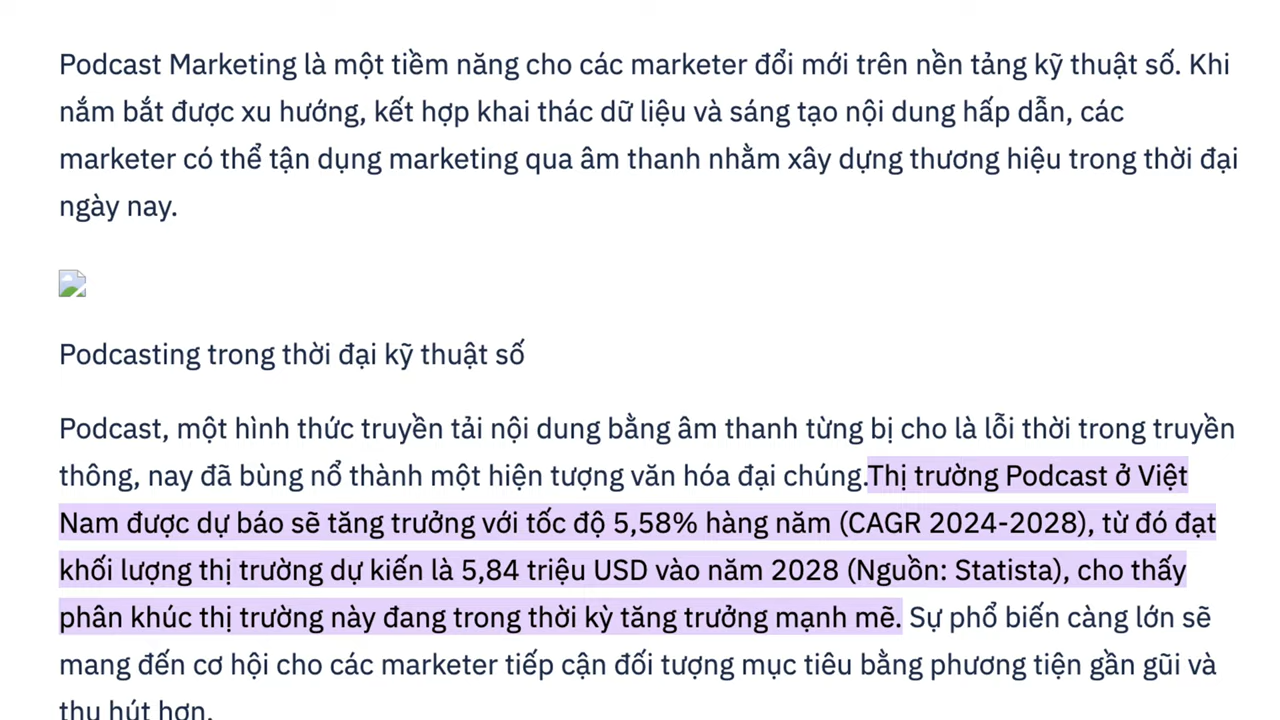 Podcast Marketing là một tiềm năng cho các marketer đổi mới trên nền tảng kỹ thuật số. Khi
nắm bắt được xu hướng, kết hợp khai thác dữ liệu và sáng tạo nội dung hấp dẫn, các
marketer có thể tận dụng marketing qua âm thanh nhằm xây dựng thương hiệu trong thời đại
ngày nay.
Podcasting trong thời đại kỹ thuật số
Podcast, một hình thức truyền tải nội dung bằng âm thanh từng bị cho là lỗi thời trong truyền
thông, nay đã bùng nổ thành một hiện tượng văn hóa đại chúng.Thị trường Podcast ở Việt
Nam được dự báo sẽ tăng trưởng với tốc độ 5,58% hàng năm (CAGR 2024-2028), từ đó đạt
khối lượng thị trường dự kiến là 5,84 triệu USD vào năm 2028 (Nguồn: Statista), cho thấy
phân khúc thị trường này đang trong thời kỳ tăng trưởng mạnh mẽ. Sự phổ biến càng lớn sẽ
mang đến cơ hội cho các marketer tiếp cận đối tượng mục tiêu bằng phương tiện gần gũi và
thu hút hơn.